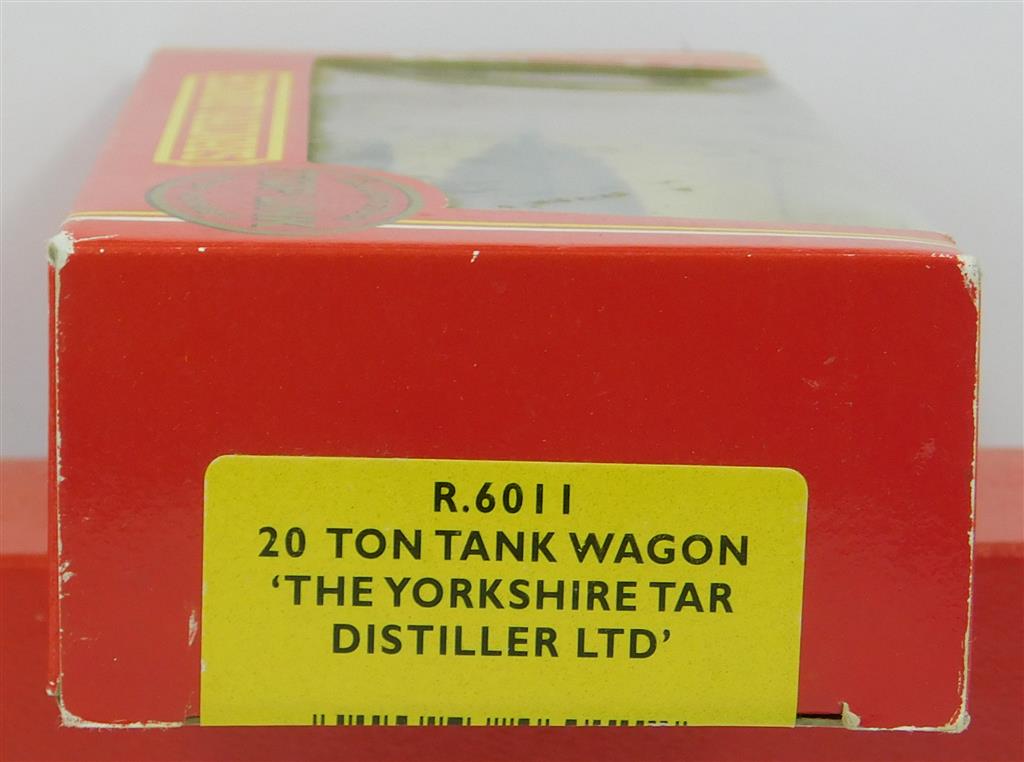 R.6011
20 TON TANK WAGON
‘THE YORKSHIRE TAR
DISTILLER LTD’